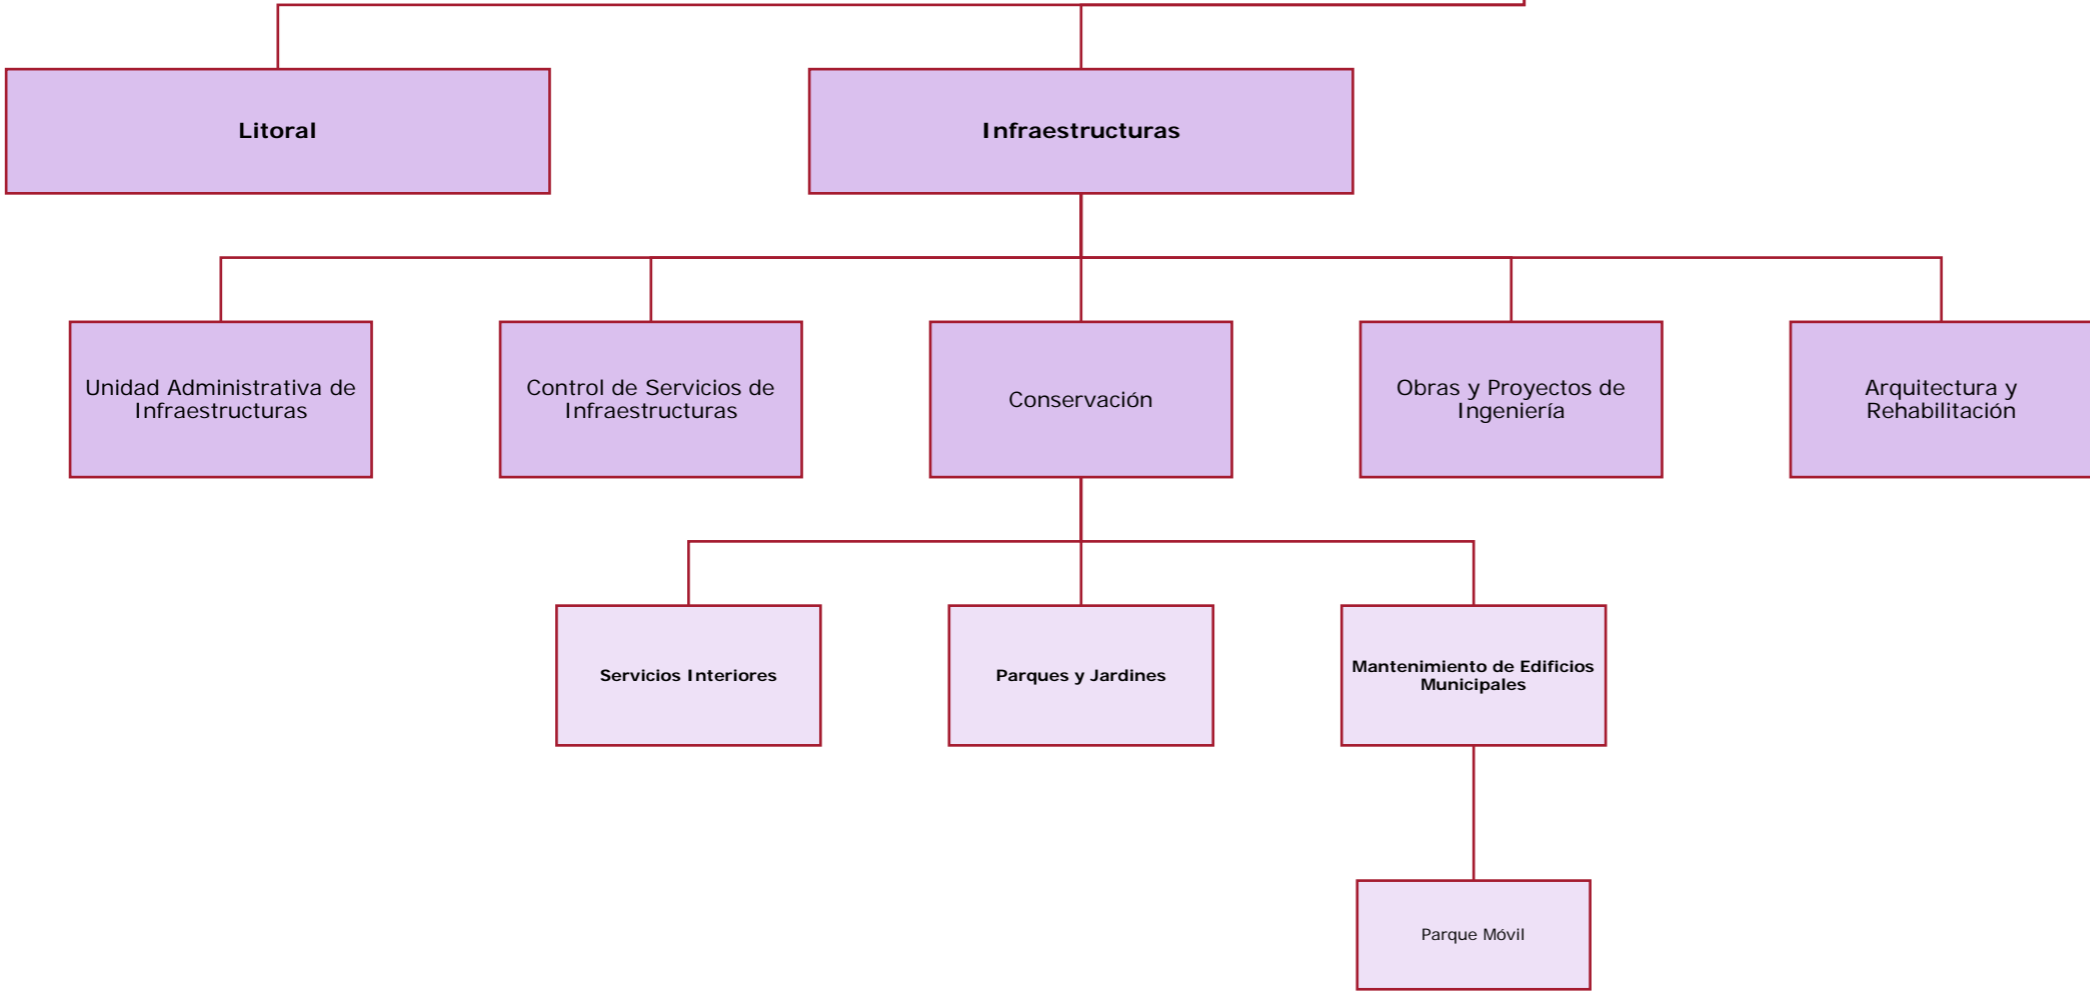 Litoral
Infraestructuras
Unidad Administrativa de
Infraestructuras
Control de Servicios de
Infraestructuras
Conservación
Obras y Proyectos de
Ingeniería
Arquitectura y
Rehabilitación
Servicios Interiores
Parques y Jardines
Mantenimiento de Edificios
Municipales
Parque Móvil